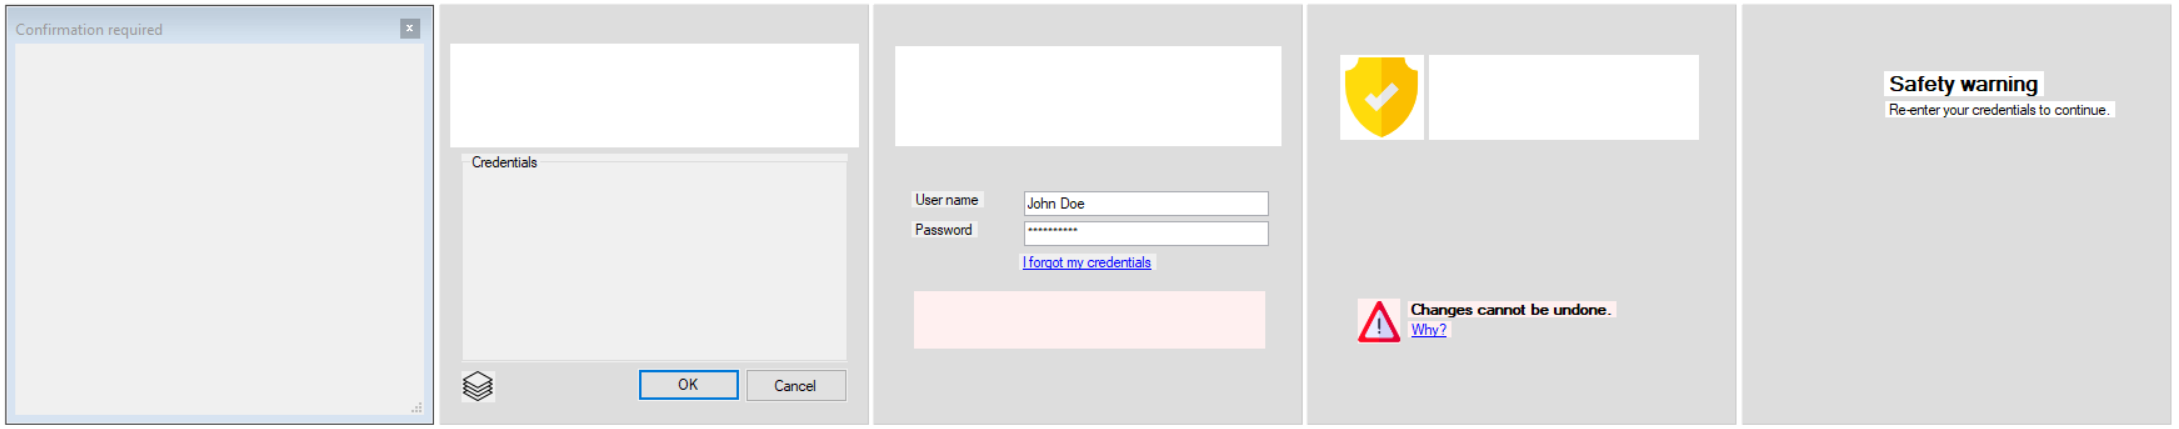 Confirmation required
x
Credentials
OK
Cancel
User name
John Doe
Password
**********
I forgot my credentials
Changes cannot be undone.
Why?
Safety warning
Re-enter your credentials to continue.